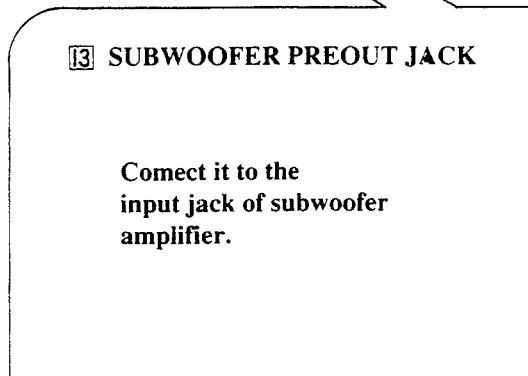 13 SUBWOOFER PREOUT JACK
Comect it to the
input jack of subwoofer
amplifier.